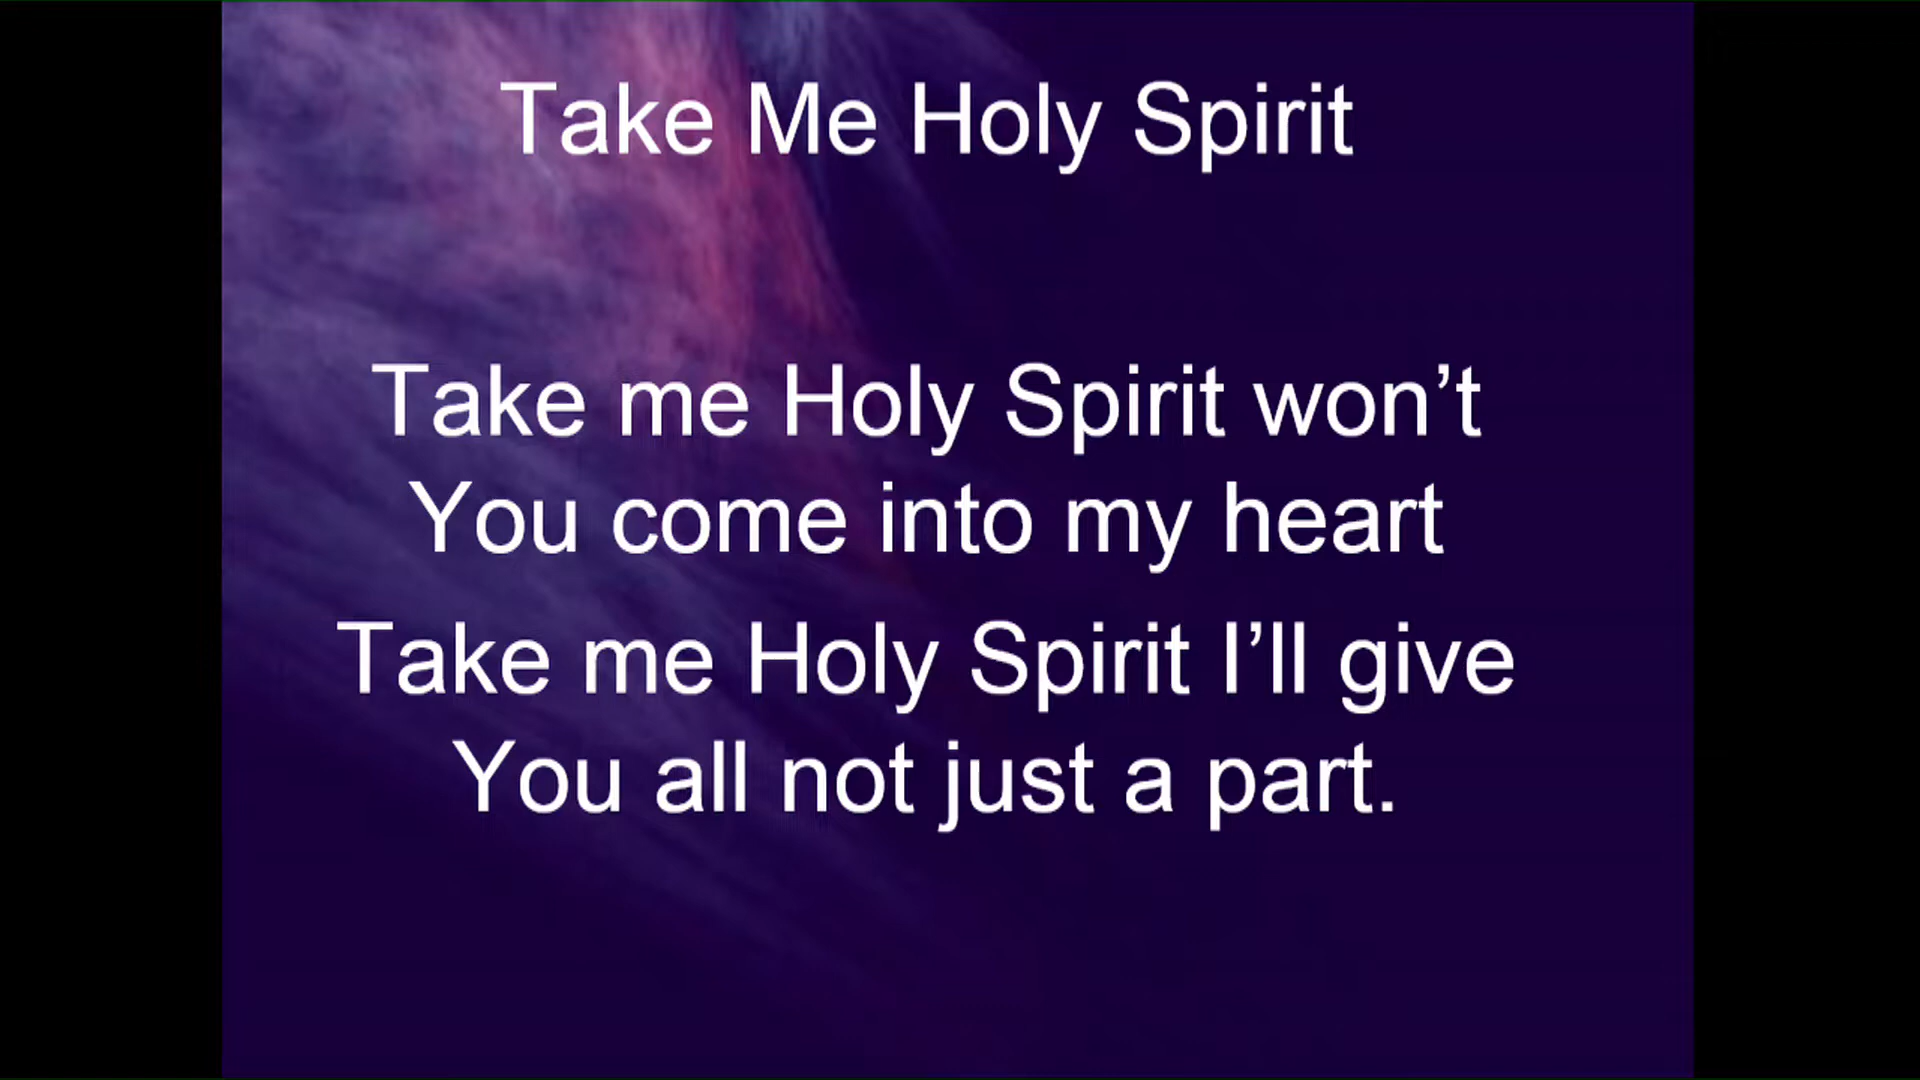 Take Me Holy Spirit
Take me Holy Spirit won’t
You come into my heart
Take me Holy Spirit I’ll give
You all not just a part.